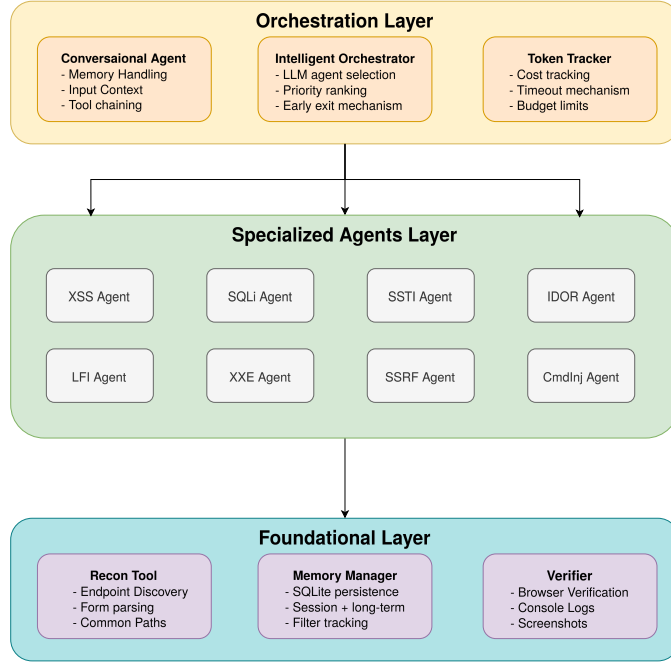 Orchestration Layer
Conversaional Agent
- Memory Handling
- Input Context
- Tool chaining
Intelligent Orchestrator
- LLM agent selection
- Priority ranking
- Early exit mechanism
Token Tracker
- Cost tracking
- Timeout mechanism
- Budget limits
Specialized Agents Layer
XSS Agent
SQLi Agent
SSTI Agent
IDOR Agent
LFI Agent
XXE Agent
SSRF Agent
CmdInj Agent
Foundational Layer
Recon Tool
- Endpoint Discovery
- Form parsing
- Common Paths
Memory Manager
- SQLite persistence
- Session + long-term
- Filter tracking
Verifier
- Browser Verification
- Console Logs
- Screenshots